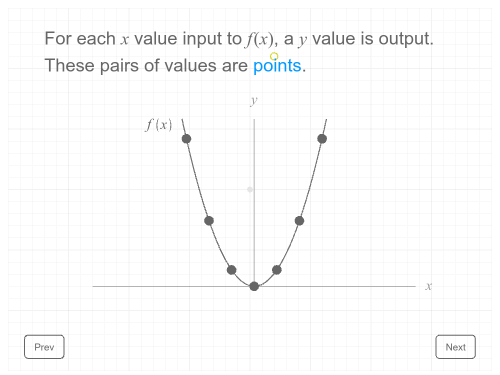 For each x value input to f(x), a y value is output.
These pairs of values are points.
y
f(x)
x
Prev
Next